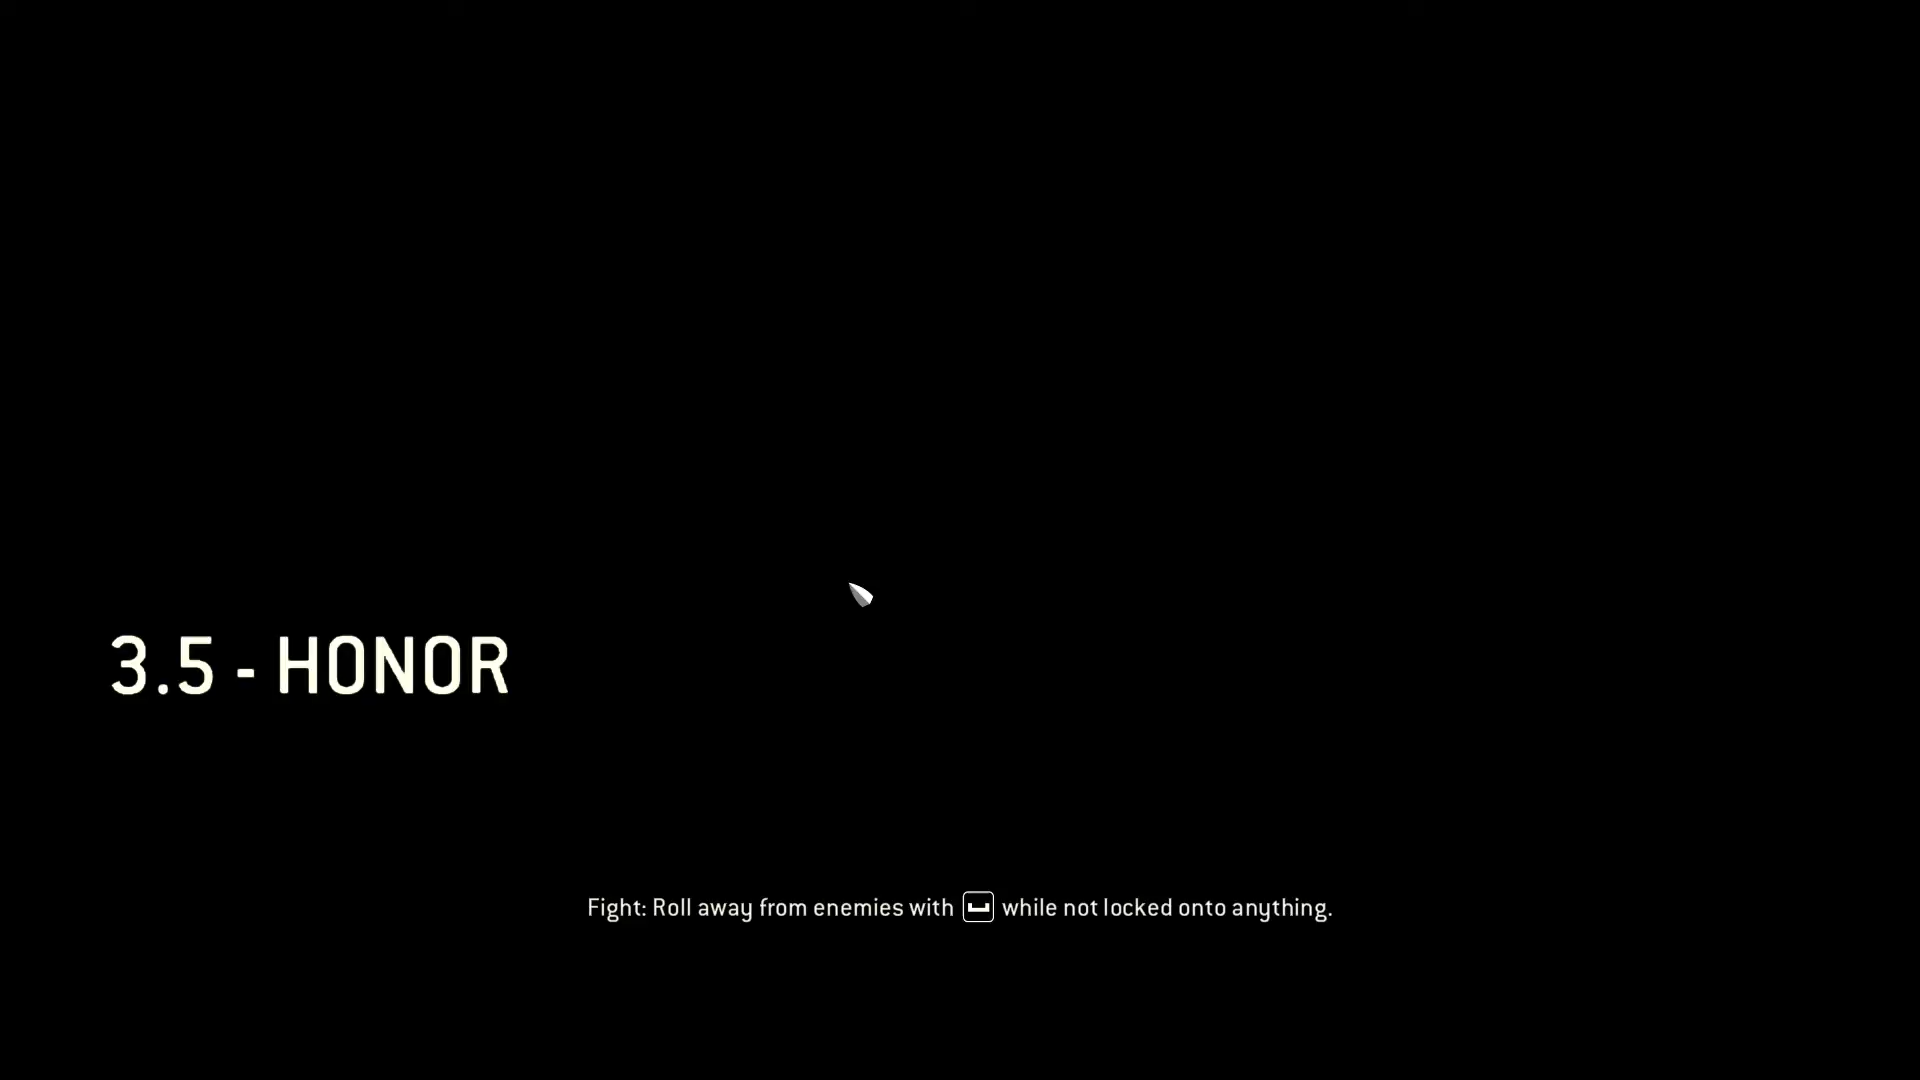 3.5 - HONOR
Fight: Roll away from enemies with while not locked onto anything.